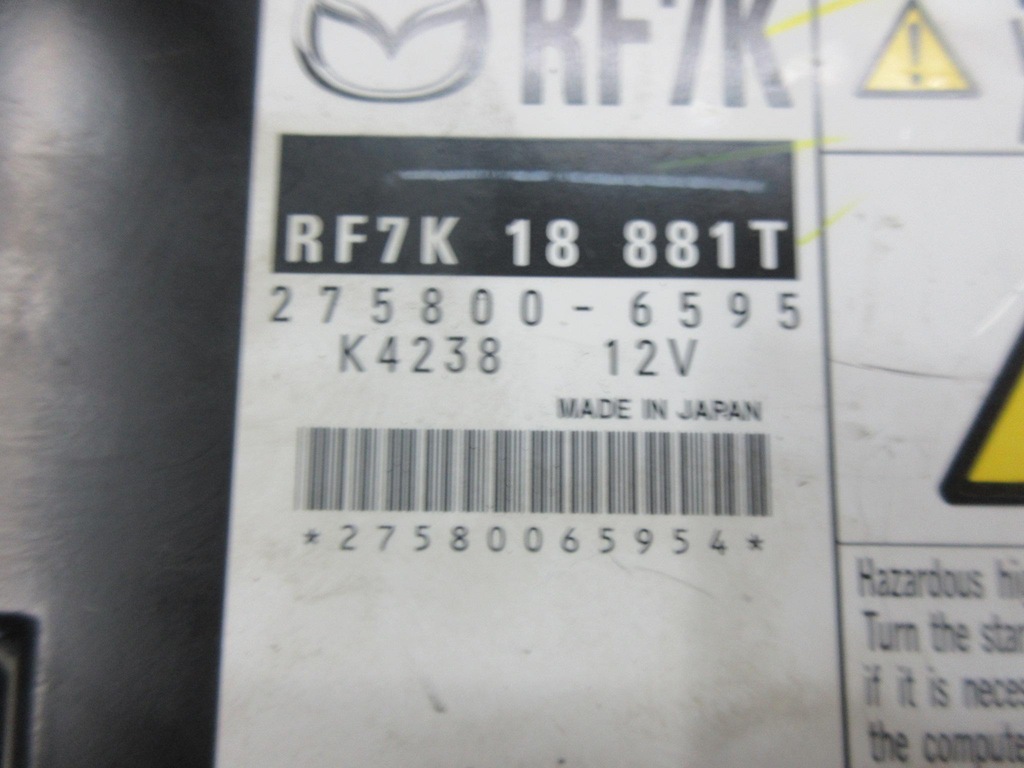 RF7K
RF7K 18 881T
275800-6595
K4238 12V
MADE IN JAPAN
*27580065954*
Hazardous
Turn the
if it is
the